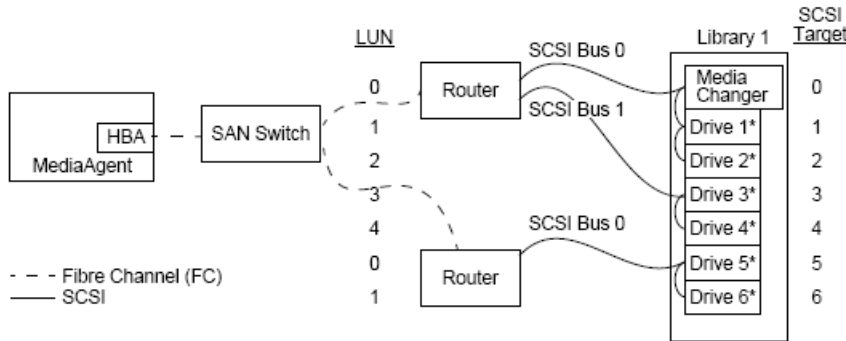 LUN
SCSI Target
SCSI Bus 0
Library 1
0
Router
Media Changer
0
SCSI Bus 1
HBA
SAN Switch
1
Drive 1*
1
MediaAgent
2
Drive 2*
2
3
Drive 3*
3
4
SCSI Bus 0
Drive 4*
4
Fibre Channel (FC)
0
Router
Drive 5*
5
SCSI
1
Drive 6*
6